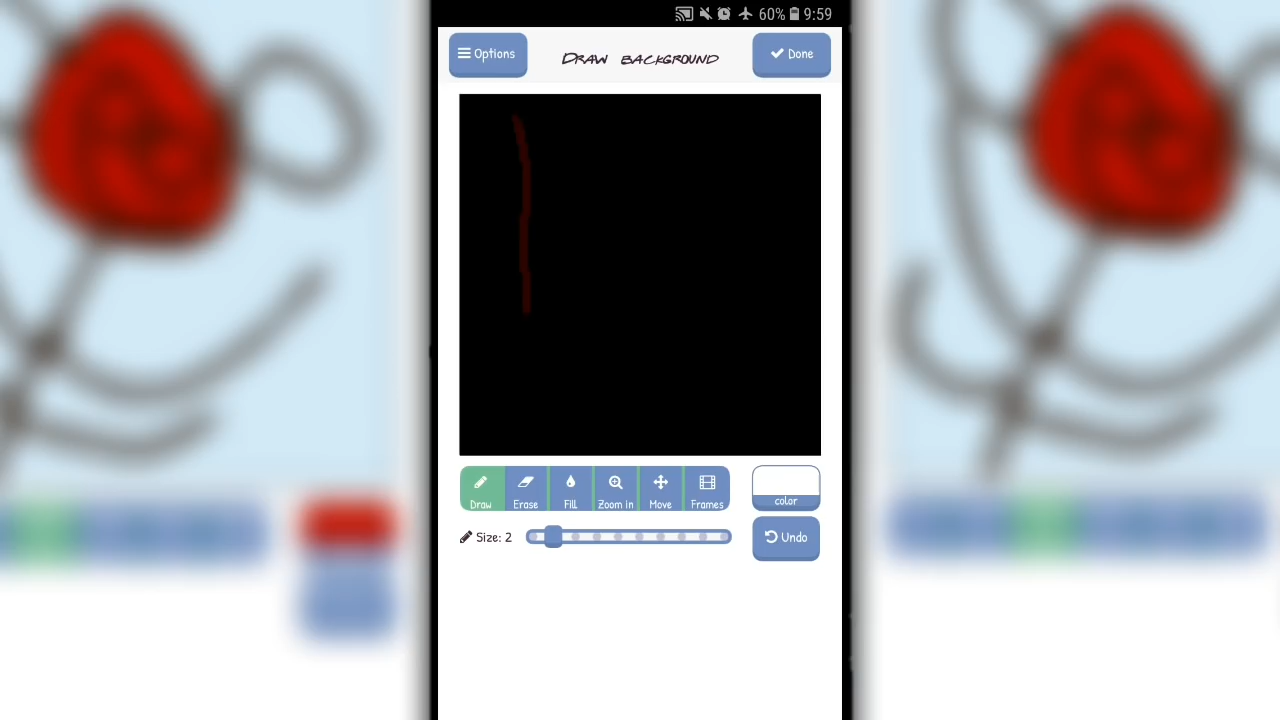 60% 9:59
Options
DRAW BACKGROUND
Done
Draw
Erase
Fill
Zoom in
Move
Frames
color
Size: 2
Undo